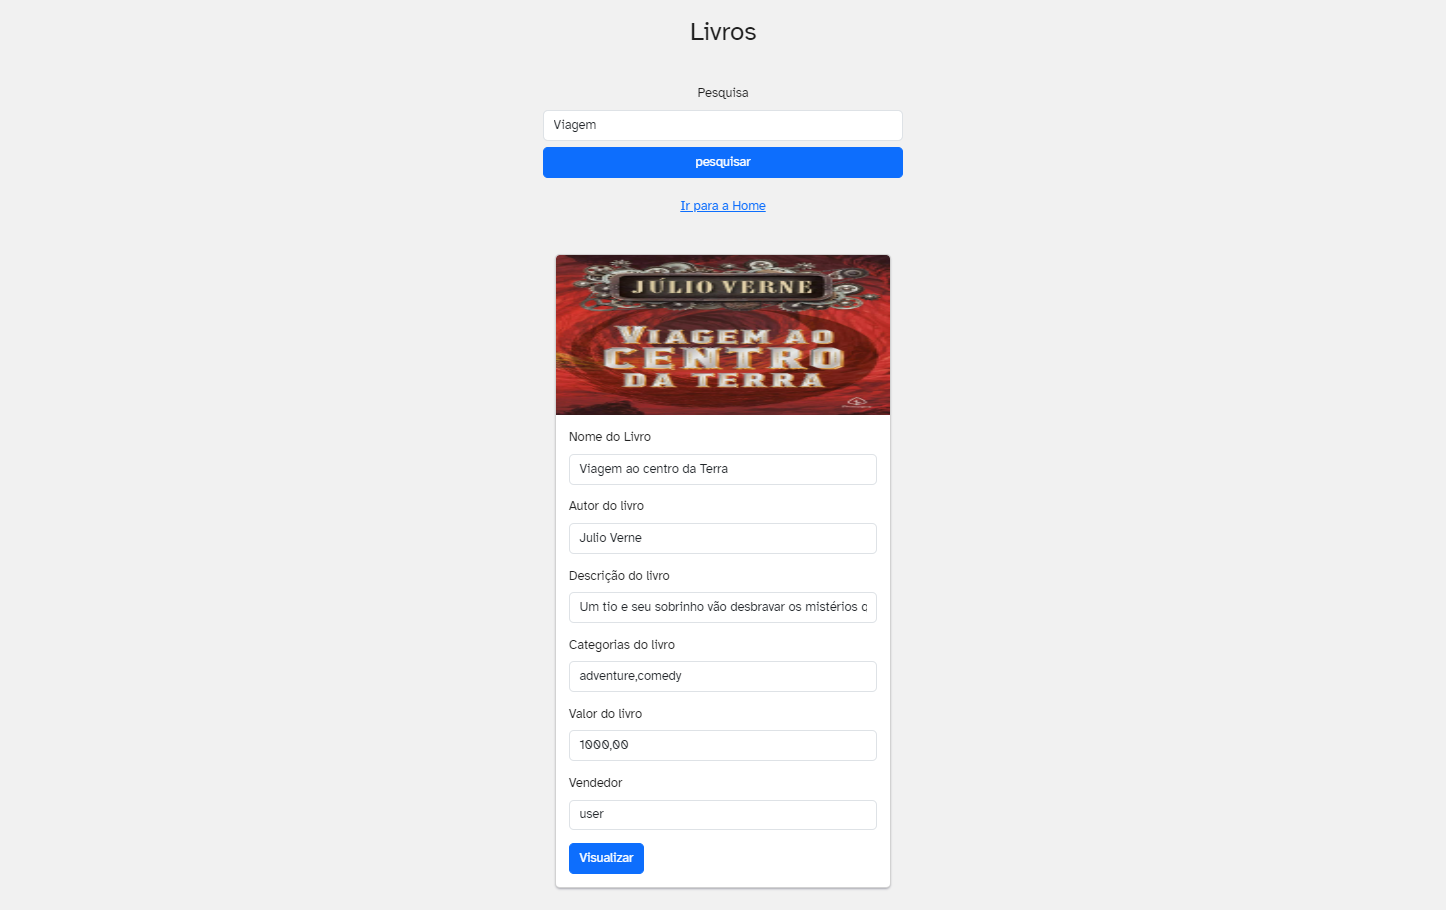 Livros
Pesquisa
Viagem
pesquisar
Ir para a Home
JÚLIO VERNE
VIAGEM AO
CENTRO
DA TERRA
Nome do Livro
Viagem ao centro da Terra
Autor do livro
Julio Verne
Descrição do livro
Um tio e seu sobrinho vão desbravar os mistérios
Categorias do livro
adventure,comedy
Valor do livro
1000,00
Vendedor
user
Visualizar